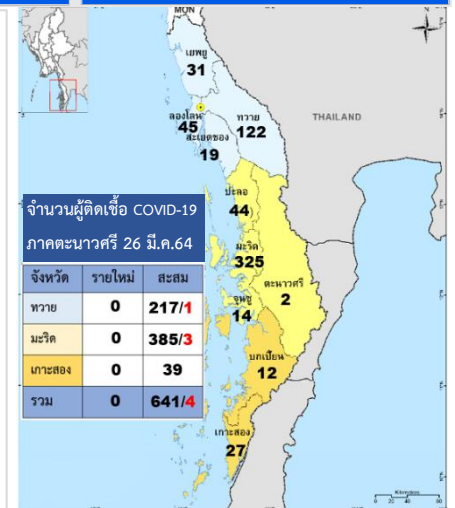 MON
เยพยู
31
ลองโลน
45
ทวาย
122
THAILAND
สะเยตชอง
19
ปะลอ
44
มะริด
325
ตะนาวศรี
2
จุนซู
14
บกเปี้ยน
12
เกาะสอง
27
จำนวนผู้ติดเชื้อ COVID-19
ภาคตะนาวศรี 26 มี.ค.64
จังหวัด รายใหม่ สะสม
ทวาย 0 217/1
มะริด 0 385/3
เกาะสอง 0 39
รวม 0 641/4
Kilometers